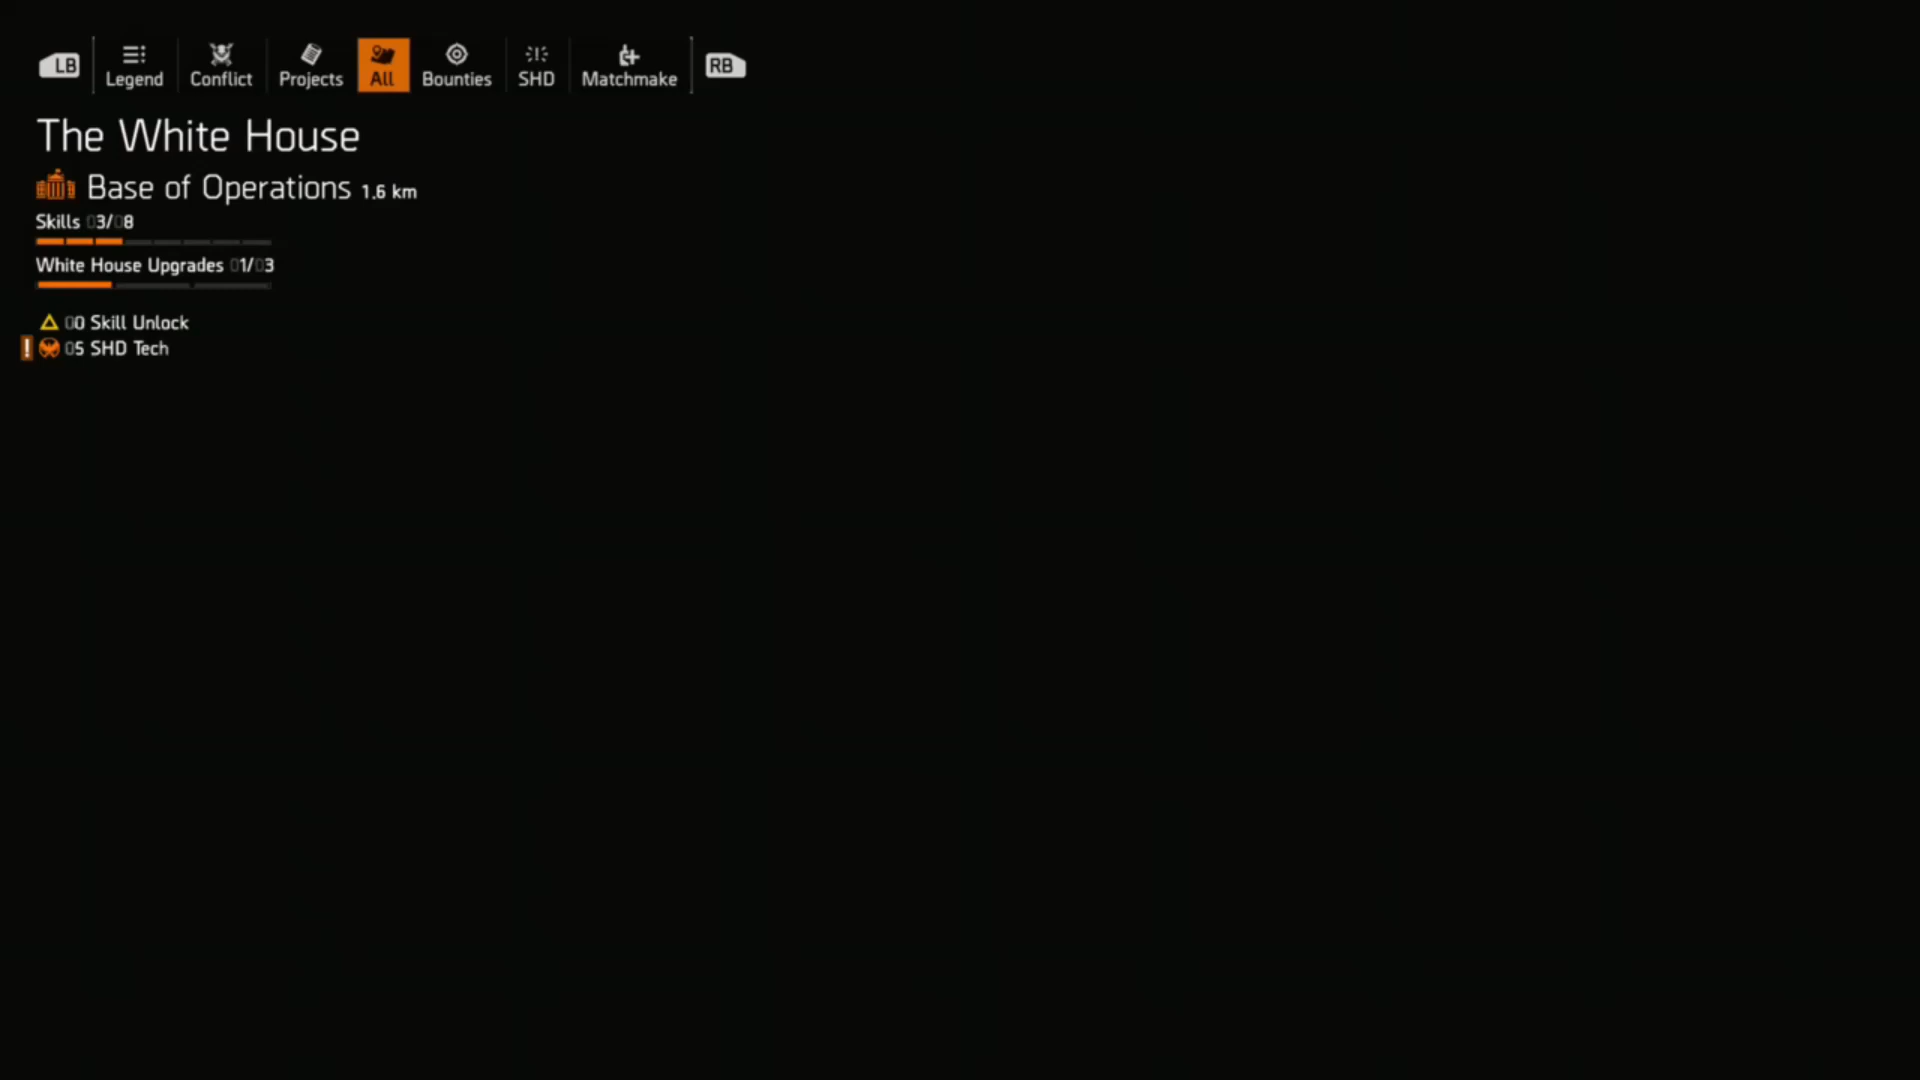 LB Legend Conflict Projects All Bounties SHD Matchmake RB
The White House
Base of Operations 1.6 km
Skills 03/08
White House Upgrades 01/03
00 Skill Unlock
! 05 SHD Tech